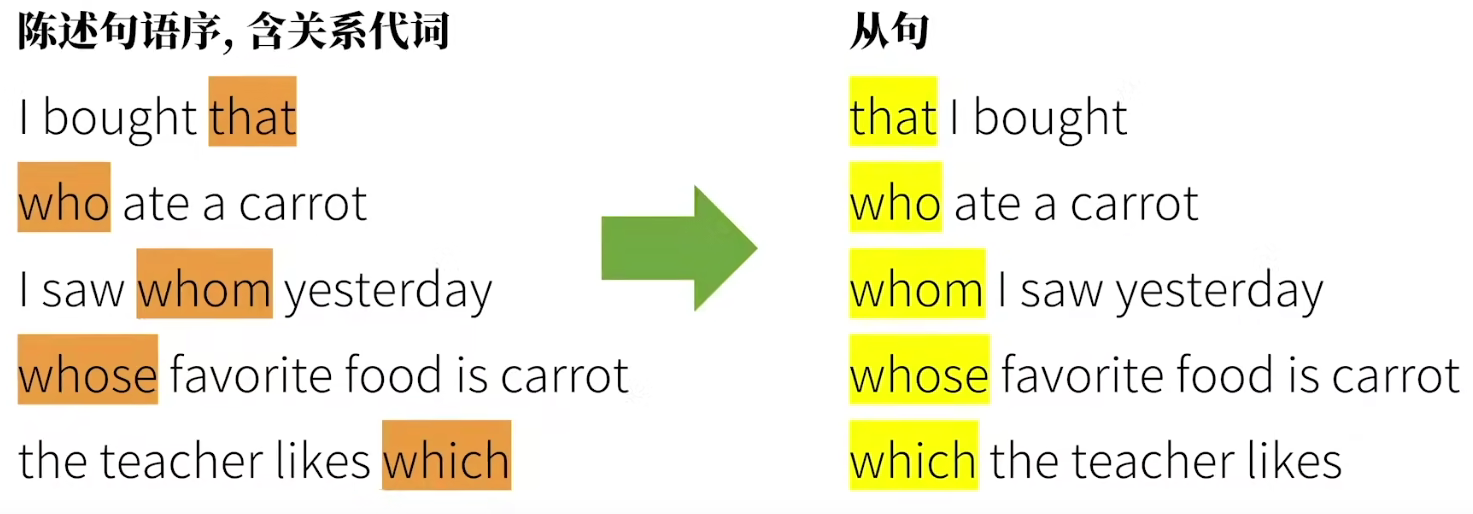 陈述句语序, 含关系代词
I bought that
who ate a carrot
I saw whom yesterday
whose favorite food is carrot
the teacher likes which
从句
that I bought
who ate a carrot
whom I saw yesterday
whose favorite food is carrot
which the teacher likes